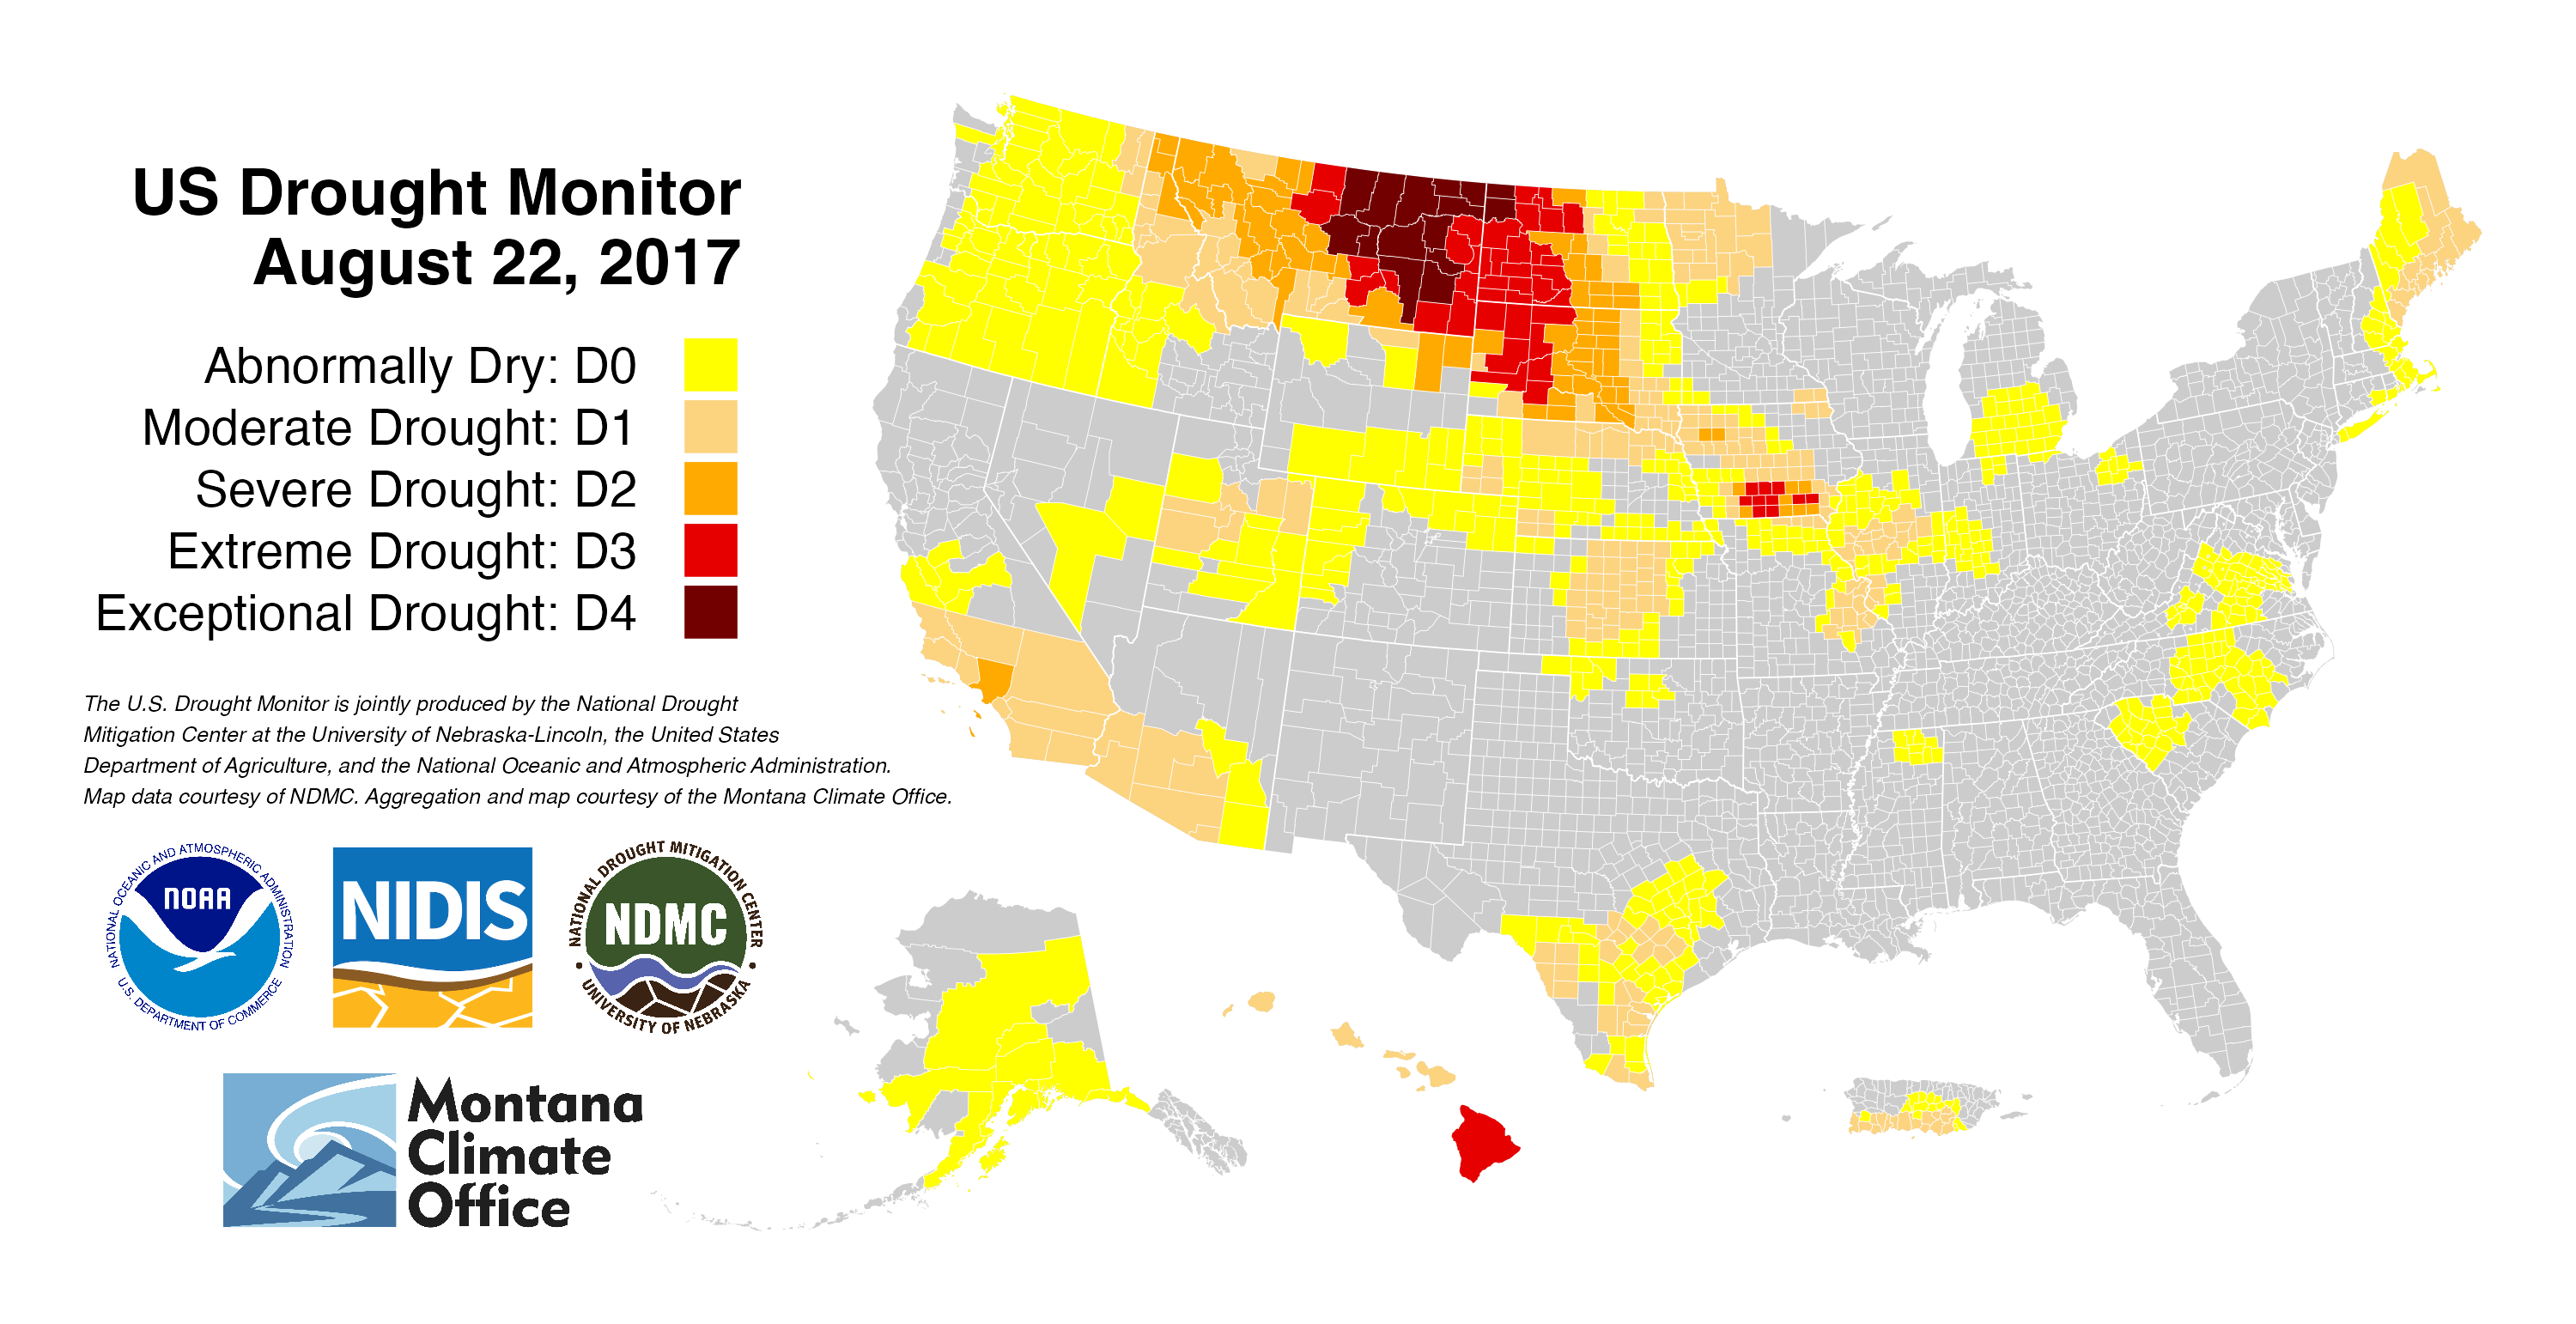 US Drought Monitor
August 22, 2017
Abnormally Dry: D0
Moderate Drought: D1
Severe Drought: D2
Extreme Drought: D3
Exceptional Drought: D4
The U.S. Drought Monitor is jointly produced by the National Drought
Mitigation Center at the University of Nebraska-Lincoln, the United States
Department of Agriculture, and the National Oceanic and Atmospheric Administration.
Map data courtesy of NDMC. Aggregation and map courtesy of the Montana Climate Office.
NATIONAL OCEANIC AND ATMOSPHERIC ADMINISTRATION
NOAA
U.S. DEPARTMENT OF COMMERCE
NIDIS
NATIONAL DROUGHT MITIGATION CENTER
NDMC
UNIVERSITY OF NEBRASKA
Montana
Climate
Office